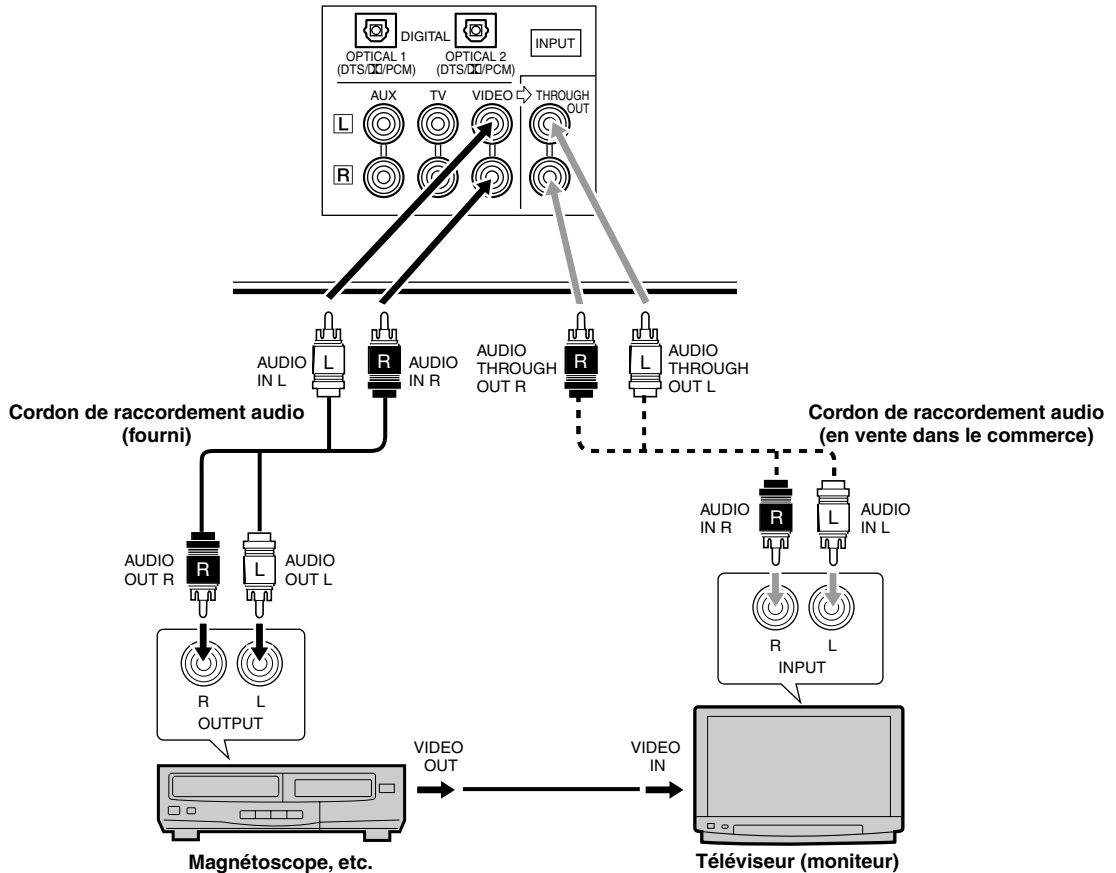 DIGITAL
INPUT
OPTICAL 1
(DTS/DD/PCM)
OPTICAL 2
(DTS/DD/PCM)
AUX
TV
VIDEO
THROUGH
OUT
L
R
AUDIO
IN L
L
R
AUDIO
IN R
AUDIO
THROUGH
OUT R
R
L
AUDIO
THROUGH
OUT L
Cordon de raccordement audio
(fourni)
Cordon de raccordement audio
(en vente dans le commerce)
AUDIO
OUT R
R
L
AUDIO
OUT L
AUDIO
IN R
R
L
AUDIO
IN L
R
L
OUTPUT
R
L
INPUT
VIDEO
OUT
VIDEO
IN
Magnétoscope, etc.
Téléviseur (moniteur)